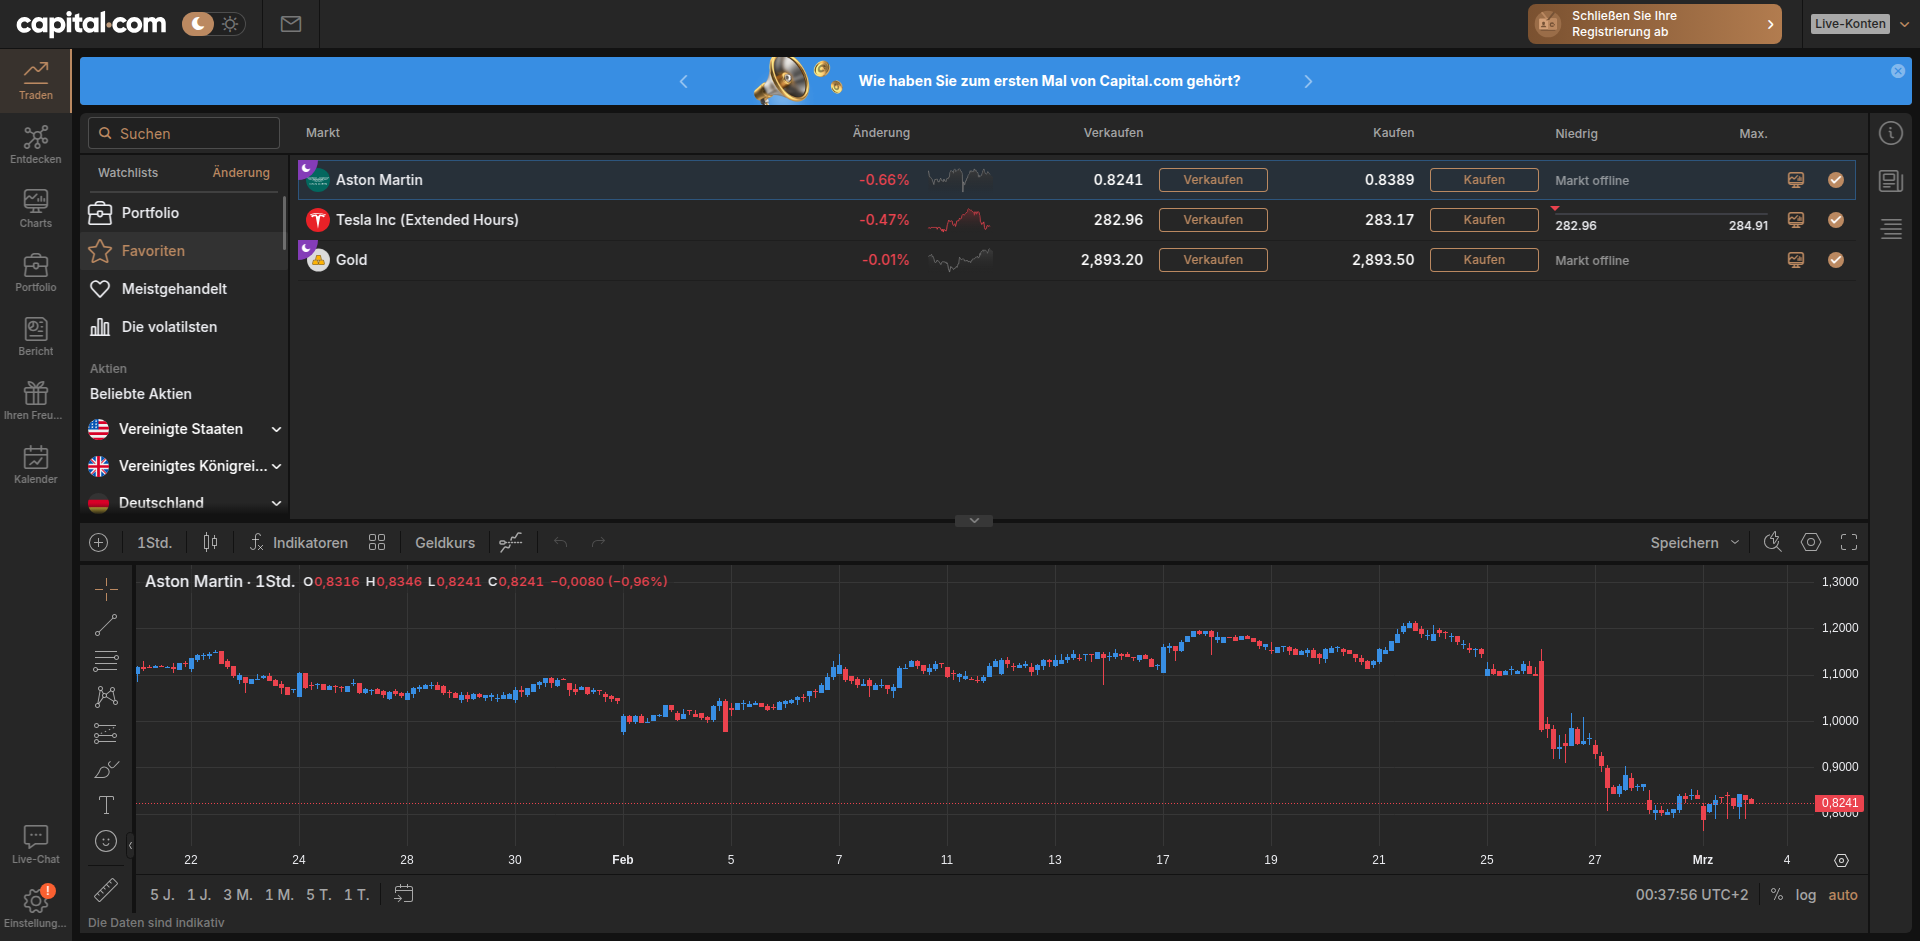 capital.com
Schließen Sie Ihre
Registrierung ab
Live-Konten
Traden
Entdecken
Charts
Portfolio
Bericht
Ihren Freu...
Kalender
Live-Chat
!
Einstellung...
Wie haben Sie zum ersten Mal von Capital.com gehört?
Suchen
Watchlists Änderung
Portfolio
Favoriten
Meistgehandelt
Die volatilsten
Aktien
Beliebte Aktien
Vereinigte Staaten
Vereinigtes Königrei...
Deutschland
Markt Änderung Verkaufen Kaufen Niedrig Max.
Aston Martin -0.66% 0.8241 Verkaufen 0.8389 Kaufen Markt offline
Tesla Inc (Extended Hours) -0.47% 282.96 Verkaufen 283.17 Kaufen 282.96 284.91
Gold -0.01% 2,893.20 Verkaufen 2,893.50 Kaufen Markt offline
1Std. Indikatoren Geldkurs Speichern
Aston Martin · 1Std. O0,8316 H0,8346 L0,8241 C0,8241 −0,0080 (−0,96%)
1,3000
1,2000
1,1000
1,0000
0,9000
0,8241
0,8000
22 24 28 30 Feb 5 7 11 13 17 19 21 25 27 Mrz 4
5 J. 1 J. 3 M. 1 M. 5 T. 1 T. 00:37:56 UTC+2 % log auto
Die Daten sind indikativ